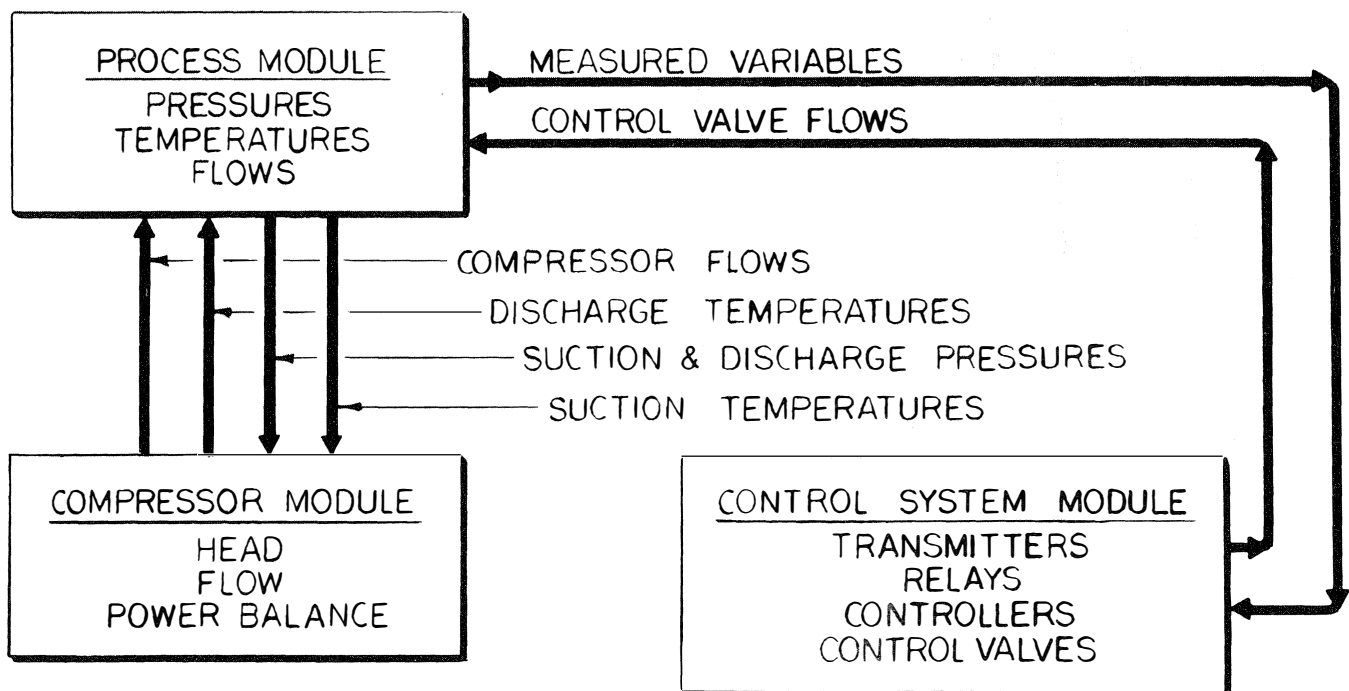 PROCESS MODULE
PRESSURES
TEMPERATURES
FLOWS
MEASURED VARIABLES
CONTROL VALVE FLOWS
COMPRESSOR FLOWS
DISCHARGE TEMPERATURES
SUCTION & DISCHARGE PRESSURES
SUCTION TEMPERATURES
COMPRESSOR MODULE
HEAD
FLOW
POWER BALANCE
CONTROL SYSTEM MODULE
TRANSMITTERS
RELAYS
CONTROLLERS
CONTROL VALVES